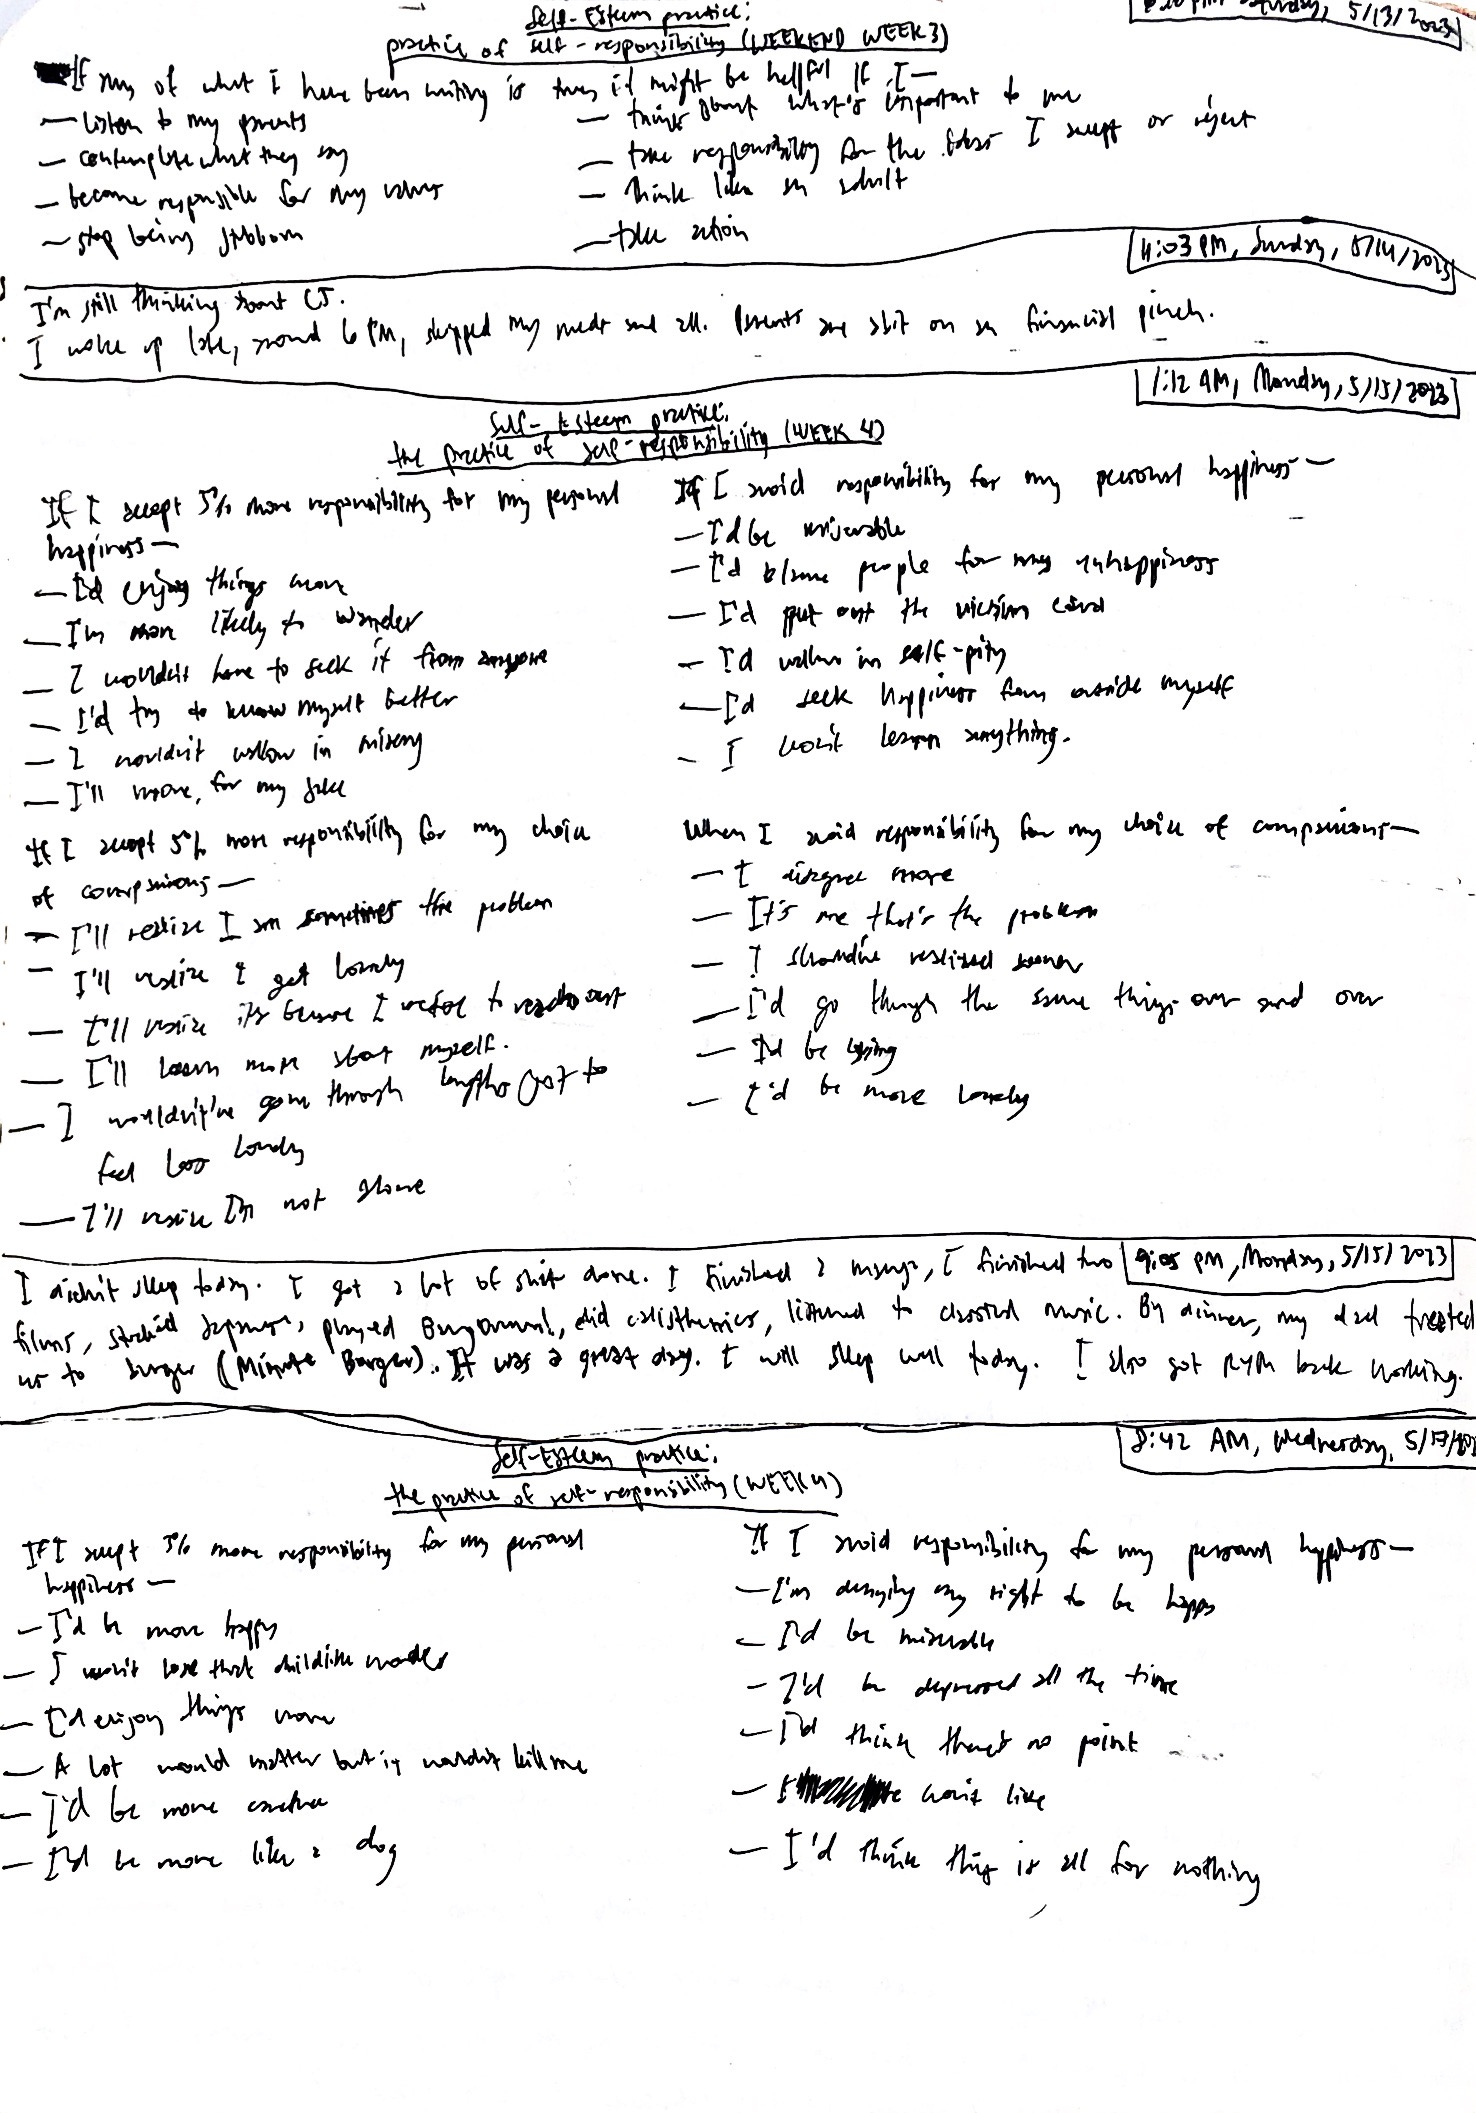 Self-Esteem practice:
PM, Saturday, 5/13/2023
practice of self-responsibility (WEEKEND WEEK 3)
If any of what I have been writing is true, it might be helpful if I—
— listen to my parents
— contemplate what they say
— become responsible for my values
— stop being stubborn
— things about what's important to me
— take responsibility for the ideas I accept or reject
— think like an adult
— take action
4:03 PM, Sunday, 5/14/2023
I'm still thinking about CJ.
I woke up late, around 6 PM, skipped my meds and all. Parents are abit on an financial pinch.
1:12 AM, Monday, 5/15/2023
Self-Esteem practice:
the practice of self-responsibility (WEEK 4)
If I accept 5% more responsibility for my personal
happiness—
— I'd enjoy things more
— I'm more likely to wander
— I wouldn't have to seek it from anyone
— I'd try to know myself better
— I wouldn't wallow in misery
— I'll move, for my sake
If I avoid responsibility for my personal happiness—
— I'd be miserable
— I'd blame people for my unhappiness
— I'd put out the victim card
— I'd wallow in self-pity
— I'd seek happiness from outside myself
— I won't learn anything.
If I accept 5% more responsibility for my choice
of companions—
— I'll realize I am sometimes the problem
— I'll realize I get lonely
— I'll realize it's because I refuse to reach out
— I'll learn more about myself.
— I wouldn't've gone through lengths just to
feel less lonely
— I'll realize I'm not alone
When I avoid responsibility for my choice of companions—
— I disagree more
— It's me that's the problem
— I should've realized sooner
— I'd go through the same things over and over
— I'd be lying
— I'd be more lonely
9:05 PM, Monday, 5/15/2023
I didn't sleep today. I got a lot of shit done. I finished a manga, I finished two
films, studied Japanese, played Bungeomon, did calisthenics, listened to classical music. By dinner, my dad treated
us to burger (Minute Burger). It was a great day. I will sleep well today. I also got RYM back working.
8:42 AM, Wednesday, 5/17/202
Self-Esteem practice:
the practice of self-responsibility (WEEK 4)
If I accept 5% more responsibility for my personal
happiness—
— I'd be more happy
— I won't lose that childlike wonder
— I'd enjoy things more
— A lot would matter but it wouldn't kill me
— I'd be more creative
— I'd be more like a dog
If I avoid responsibility for my personal happiness—
— I'm denying my right to be happy
— I'd be miserable
— I'd be depressed all the time
— I'd think there's no point
— I won't live
— I'd think this is all for nothing